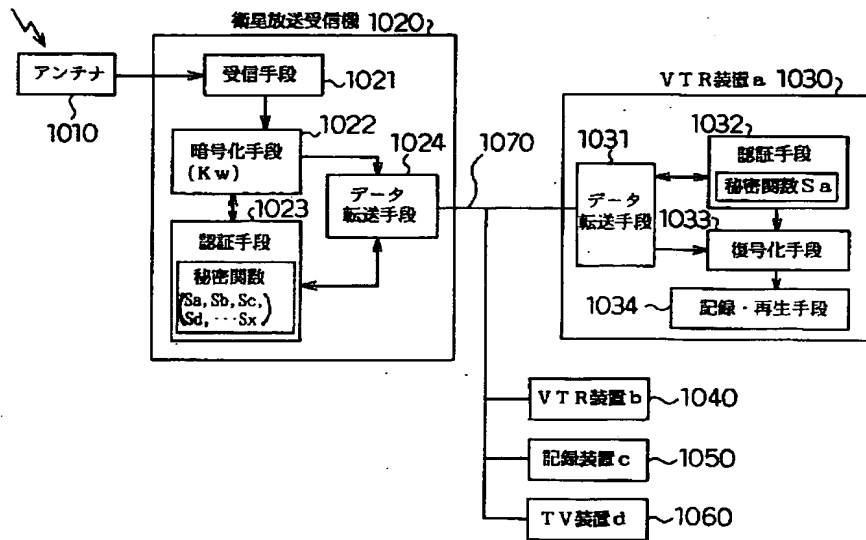 衛星放送受信機 1020
アンテナ
1010
受信手段
1021
暗号化手段
(Kw)
1022
1023
認証手段
秘密関数
(Sa, Sb, Sc,
Sd, ···Sx)
1024
データ
転送手段
1070
VTR装置a 1030
1031
データ
転送手段
1032
認証手段
秘密関数Sa
1033
復号化手段
1034
記録・再生手段
VTR装置b
1040
記録装置c
1050
TV装置d
1060